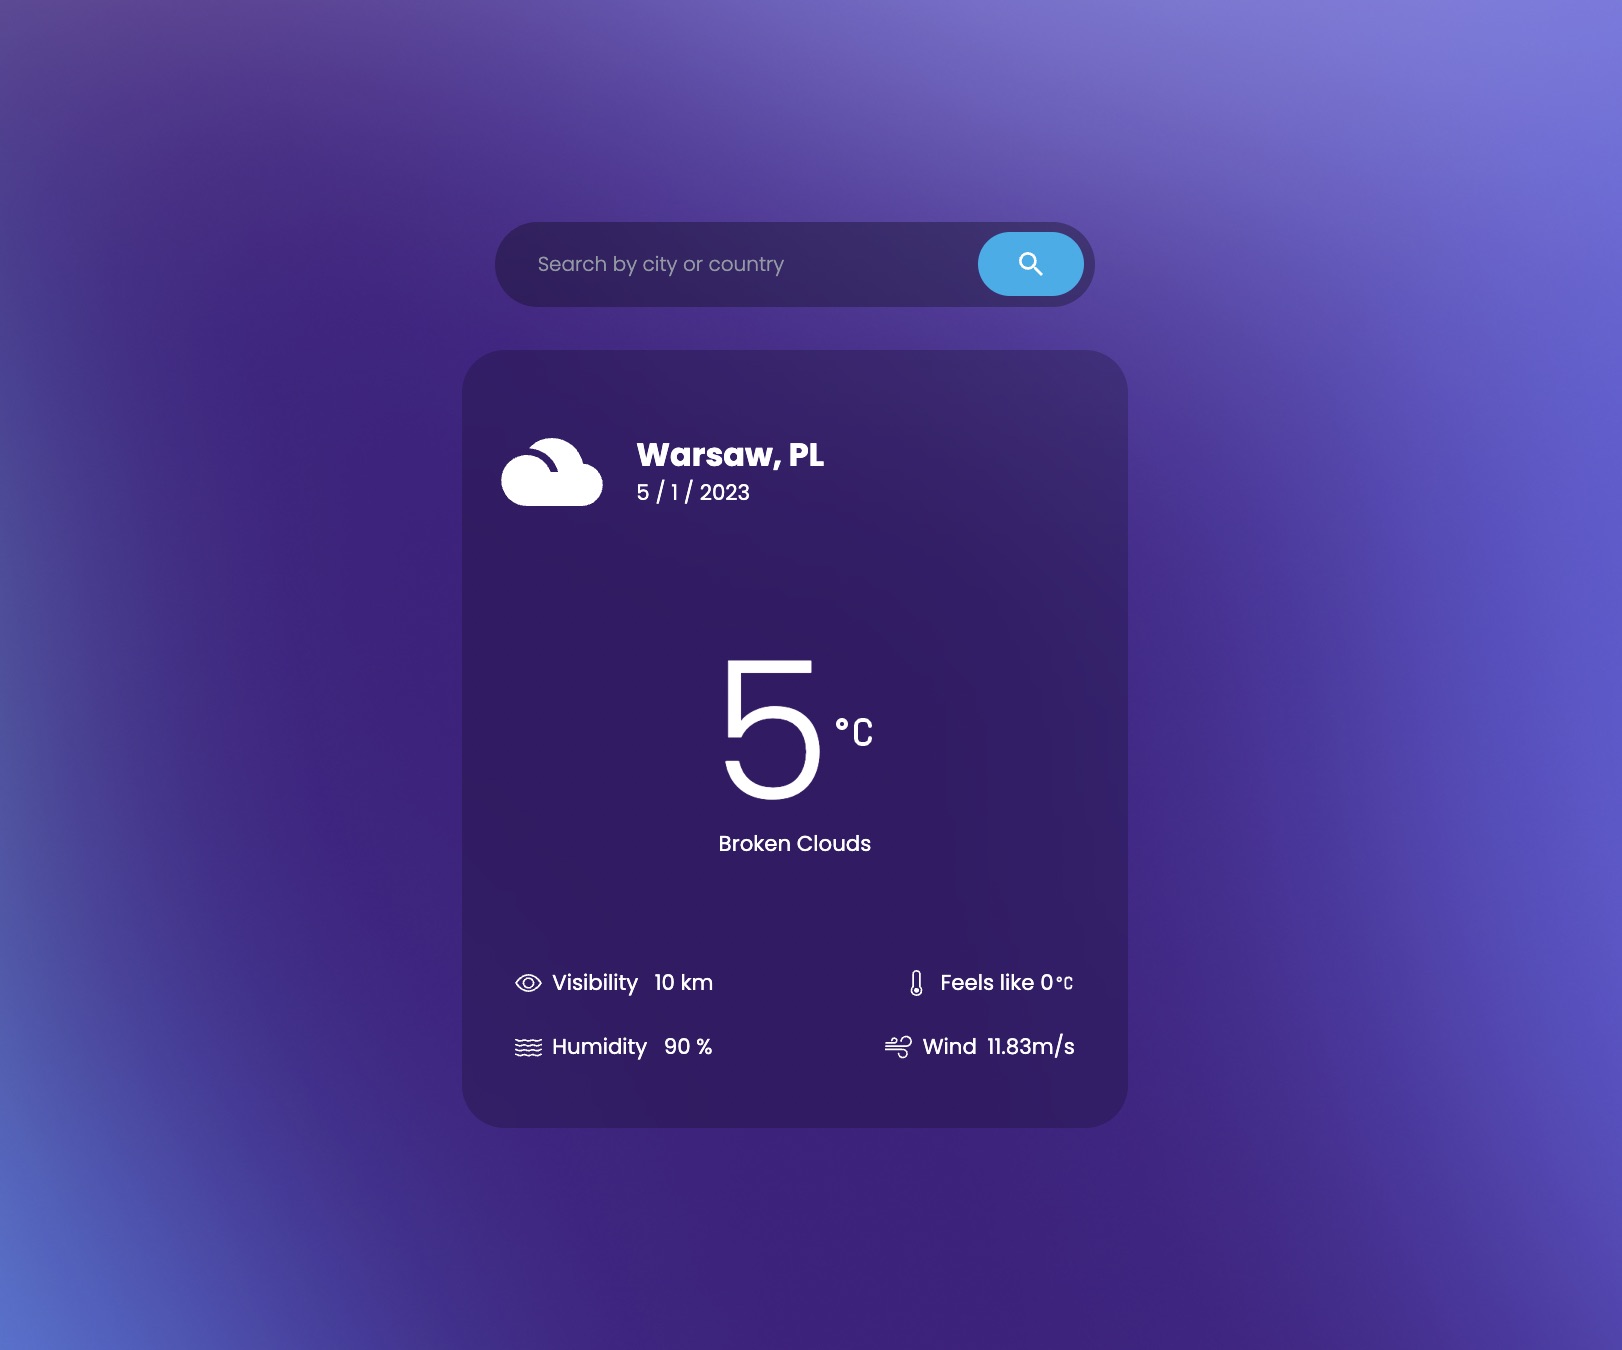 Search by city or country
Warsaw, PL
5 / 1 / 2023
5 °C
Broken Clouds
Visibility 10 km
Feels like 0°C
Humidity 90 %
Wind 11.83m/s